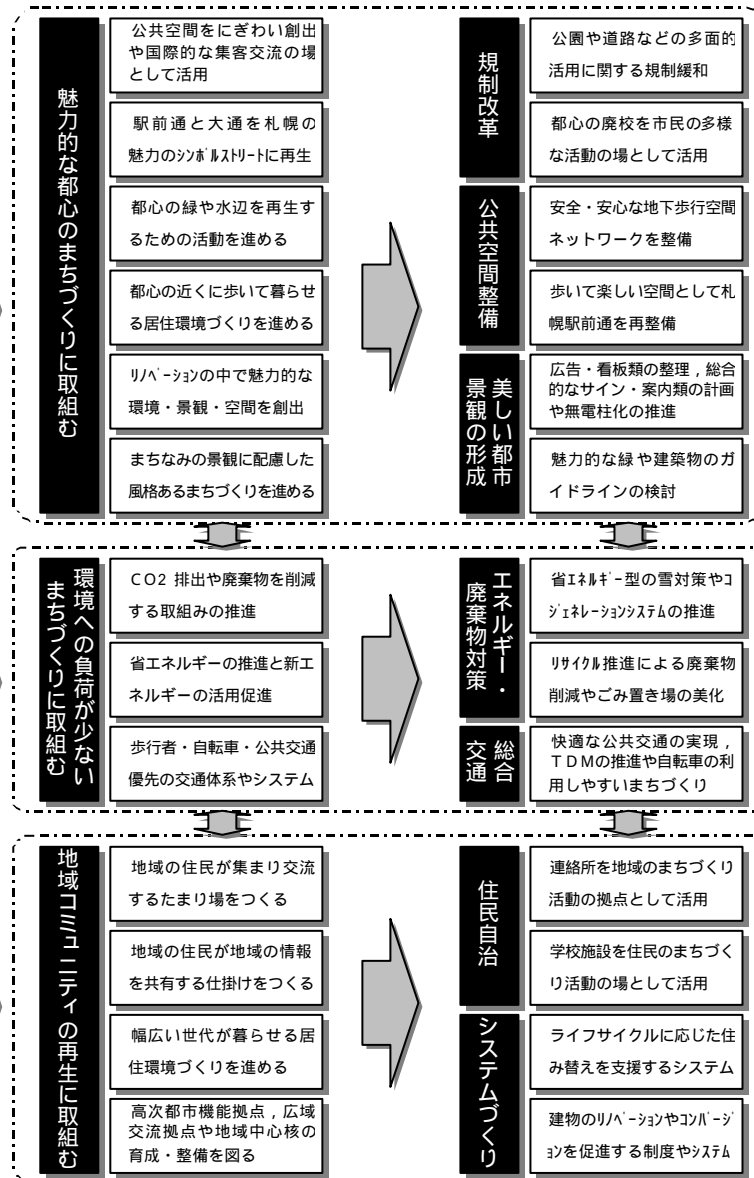 魅力的な都心のまちづくりに取組む
公共空間をにぎわい創出
や国際的な集客交流の場
として活用
駅前通と大通を札幌の
魅力のｼﾝﾎﾞﾙｽﾄﾘｰﾄに再生
都心の緑や水辺を再生す
るための活動を進める
都心の近くに歩いて暮らせ
る居住環境づくりを進める
ﾘﾉﾍﾞｰｼｮﾝの中で魅力的な
環境・景観・空間を創出
まちなみの景観に配慮した
風格あるまちづくりを進める
規制改革
公園や道路などの多面的
活用に関する規制緩和
都心の廃校を市民の多様
な活動の場として活用
公共空間整備
安全・安心な地下歩行空間
ネットワークを整備
歩いて楽しい空間として札
幌駅前通を再整備
美しい都市
景観の形成
広告・看板類の整理，総合
的なサイン・案内類の計画
や無電柱化の推進
魅力的な緑や建築物のガ
イドラインの検討
環境への負荷が少ない
まちづくりに取組む
CO2 排出や廃棄物を削減
する取組みの推進
省エネルギーの推進と新エ
ネルギーの活用促進
歩行者・自転車・公共交通
優先の交通体系やシステム
エネルギー・
廃棄物対策
省ｴﾈﾙｷﾞｰ型の雪対策やｺ
ｼﾞｪﾈﾚｰｼｮﾝｼｽﾃﾑの推進
ﾘｻｲｸﾙ推進による廃棄物
削減やごみ置き場の美化
総合
交通
快適な公共交通の実現，
ＴＤＭの推進や自転車の利
用しやすいまちづくり
地域コミュニティの再生に取組む
地域の住民が集まり交流
するたまり場をつくる
地域の住民が地域の情報
を共有する仕掛けをつくる
幅広い世代が暮らせる居
住環境づくりを進める
高次都市機能拠点，広域
交流拠点や地域中心核の
育成・整備を図る
住民自治
連絡所を地域のまちづくり
活動の拠点として活用
学校施設を住民のまちづく
り活動の場として活用
システムづくり
ライフサイクルに応じた住
み替えを支援するシステム
建物のﾘﾉﾍﾞｰｼｮﾝやｺﾝﾊﾞｰｼﾞ
ｮﾝを促進する制度やｼｽﾃﾑ